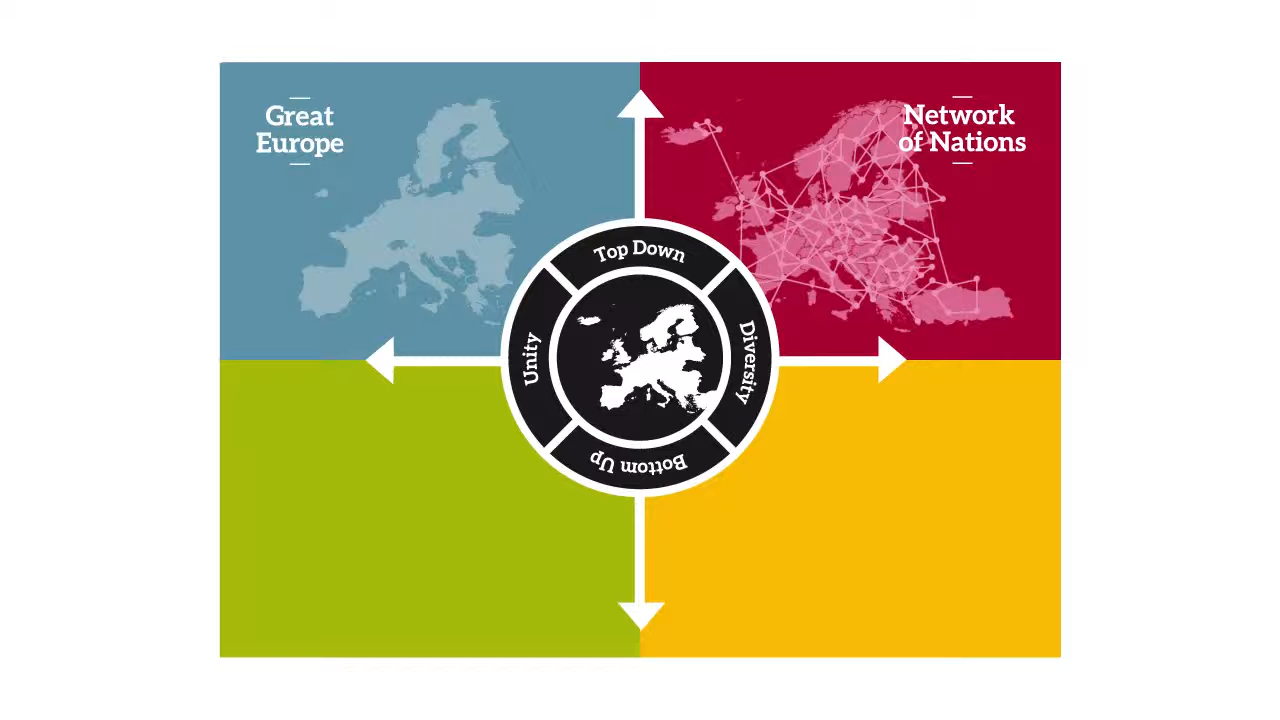 Great
Europe
Network
of Nations
Top Down
Unity
Diversity
Bottom Up